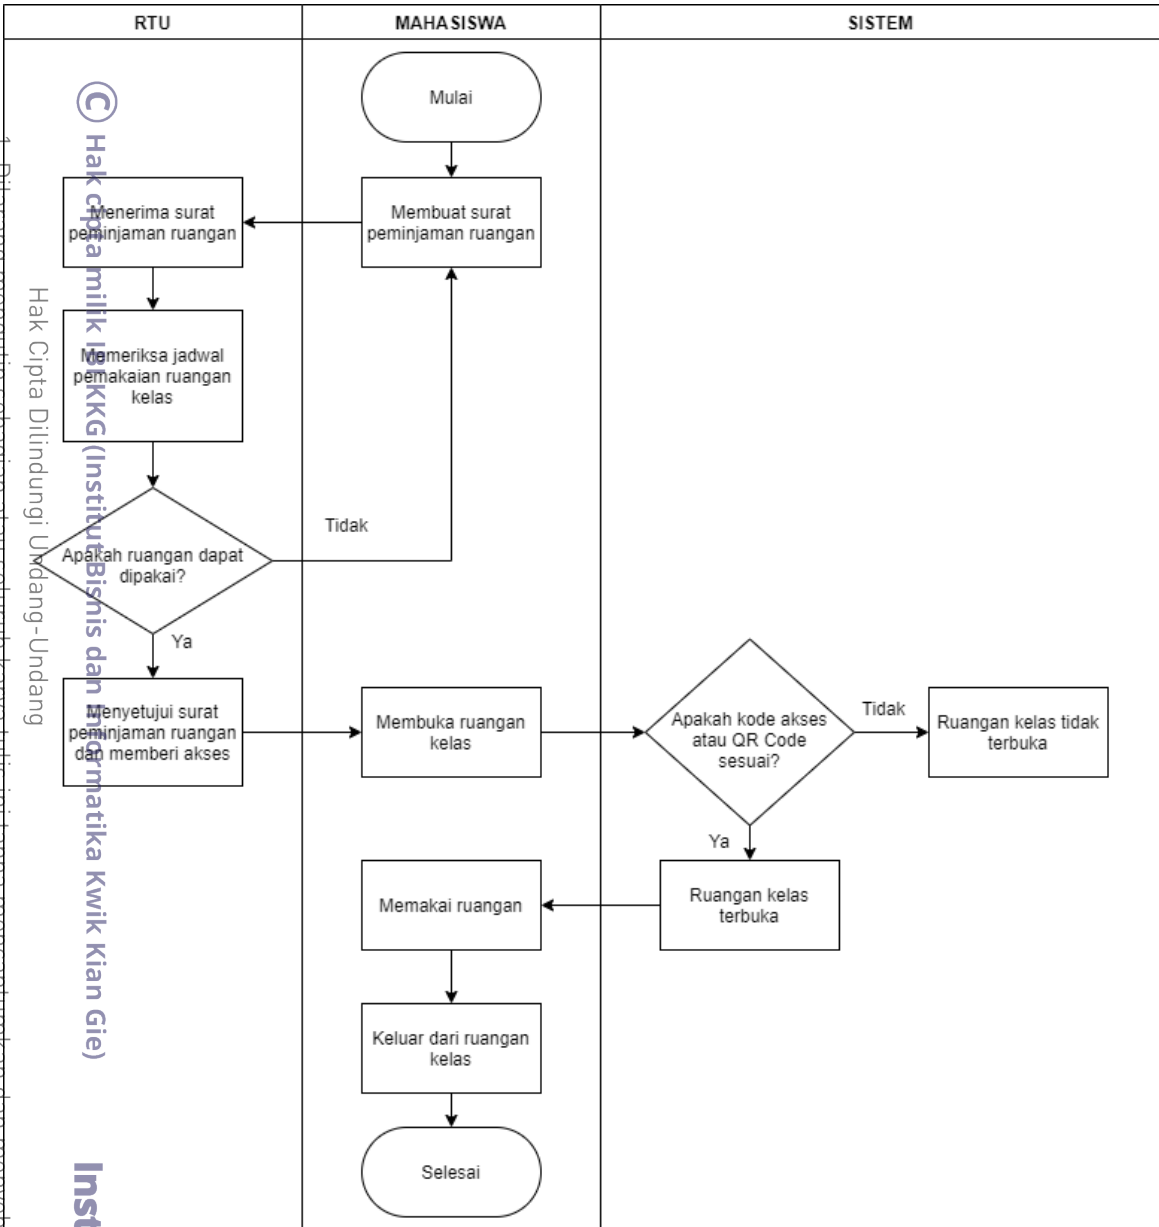 RTU
MAHASISWA
SISTEM
Mulai
Menerima surat
peminjaman ruangan
Membuat surat
peminjaman ruangan
Memeriksa jadwal
pemakaian ruangan
kelas
Apakah ruangan dapat
dipakai?
Tidak
Ya
Menyetujui surat
peminjaman ruangan
dan memberi akses
Membuka ruangan
kelas
Apakah kode akses
atau QR Code
sesuai?
Tidak
Ruangan kelas tidak
terbuka
Ya
Ruangan kelas
terbuka
Memakai ruangan
Keluar dari ruangan
kelas
Selesai
© Hak cipta milik IBIKKG (Institut Bisnis dan Informatika Kwik Kian Gie)
Hak Cipta Dilindungi Undang-Undang
Inst